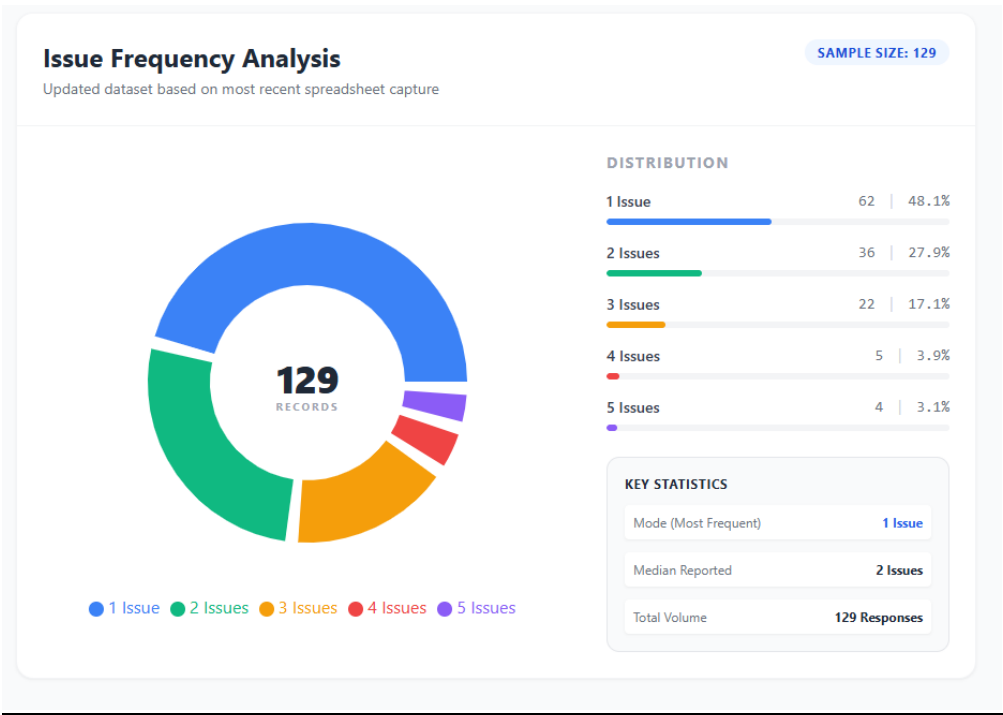 Issue Frequency Analysis
SAMPLE SIZE: 129
Updated dataset based on most recent spreadsheet capture
DISTRIBUTION
1 Issue 62 | 48.1%
2 Issues 36 | 27.9%
3 Issues 22 | 17.1%
4 Issues 5 | 3.9%
5 Issues 4 | 3.1%
129
RECORDS
1 Issue 2 Issues 3 Issues 4 Issues 5 Issues
KEY STATISTICS
Mode (Most Frequent) 1 Issue
Median Reported 2 Issues
Total Volume 129 Responses